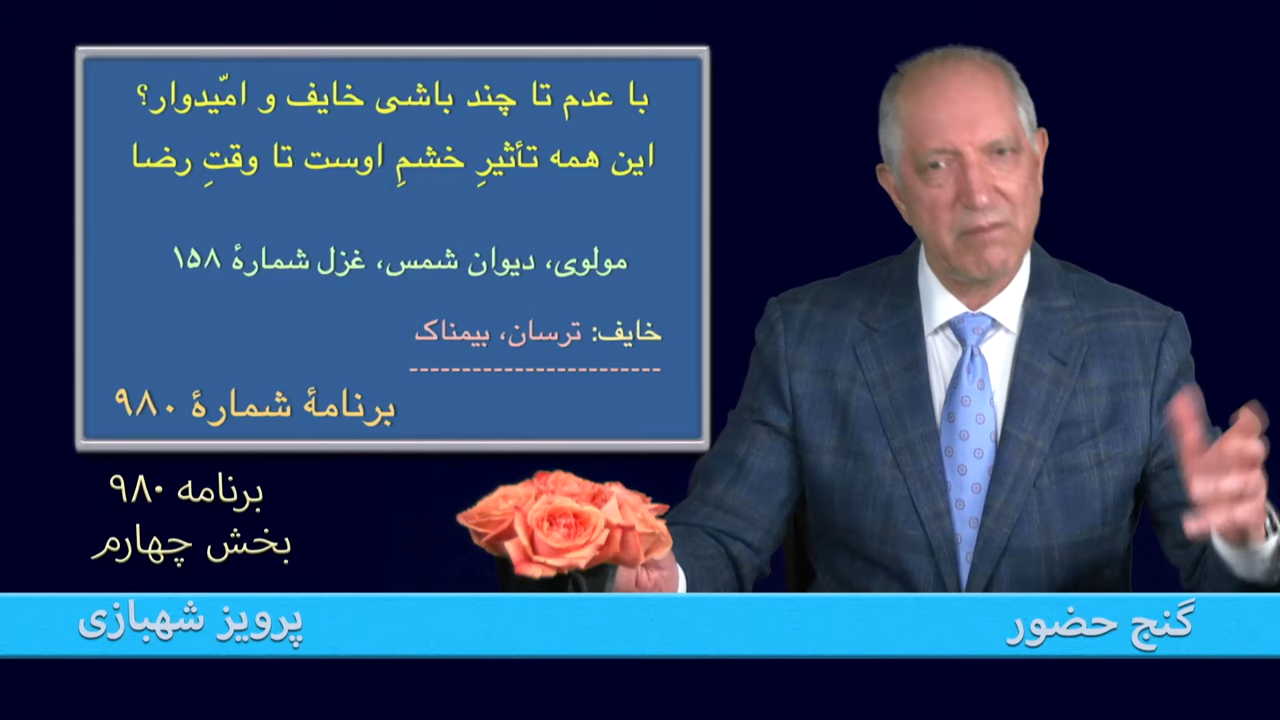 با عدم تا چند باشی خایف و امّیدوار؟
این همه تأثیرِ خشمِ اوست تا وقتِ رضا
مولوی، دیوان شمس، غزل شمارهٔ ۱۵۸
خایف: ترسان، بیمناک
------------------------
برنامهٔ شمارهٔ ۹۸۰
برنامه ۹۸۰
بخش چهارم
گنج حضور
پرویز شهبازی